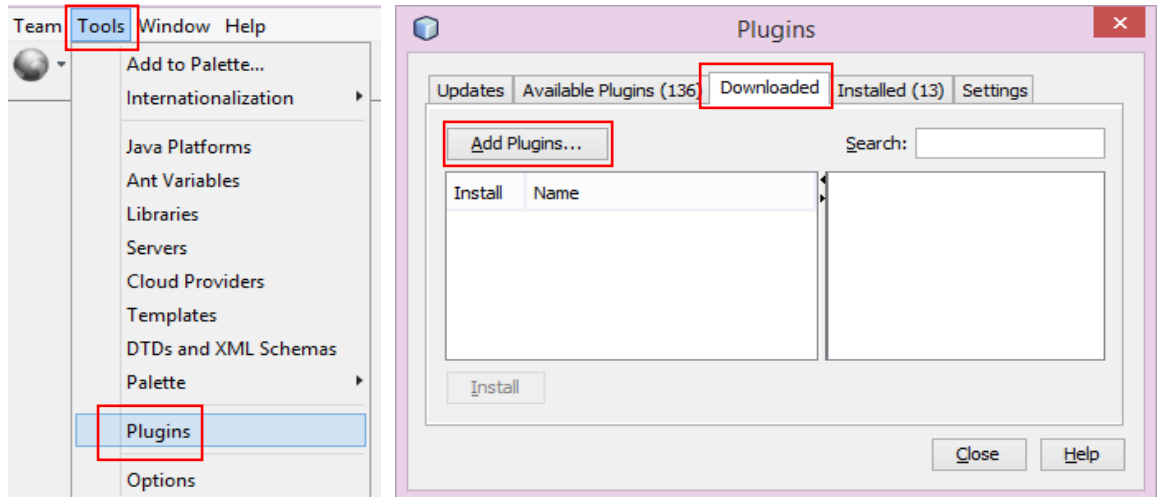 Team Tools Window Help
Add to Palette...
Internationalization
Java Platforms
Ant Variables
Libraries
Servers
Cloud Providers
Templates
DTDs and XML Schemas
Palette
Plugins
Options
Plugins
Updates Available Plugins (136) Downloaded Installed (13) Settings
Add Plugins... Search:
Install Name
Install
Close Help